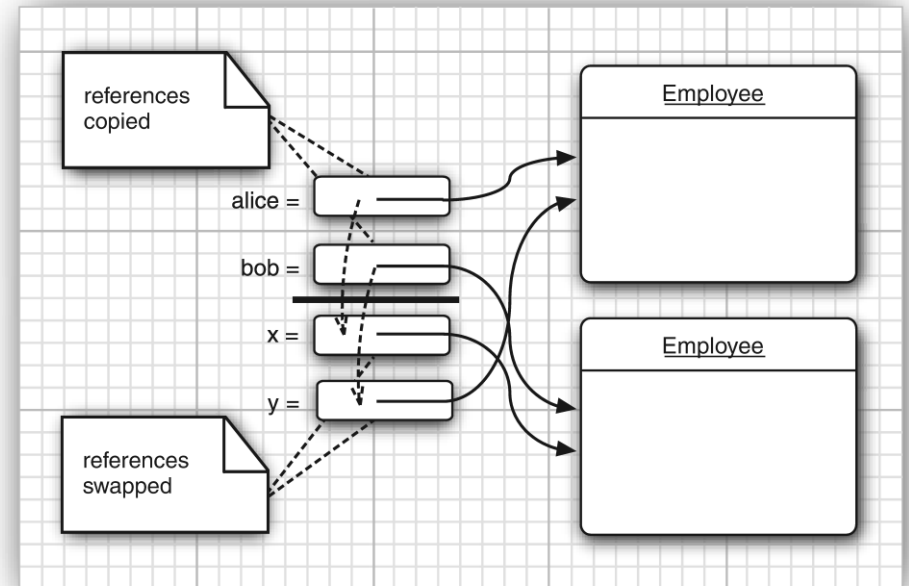 references
copied
alice =
bob =
x =
y =
references
swapped
Employee
Employee